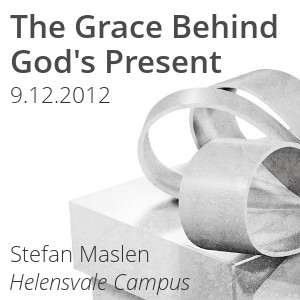 The Grace Behind
God's Present
9.12.2012
Stefan Maslen
Helensvale Campus